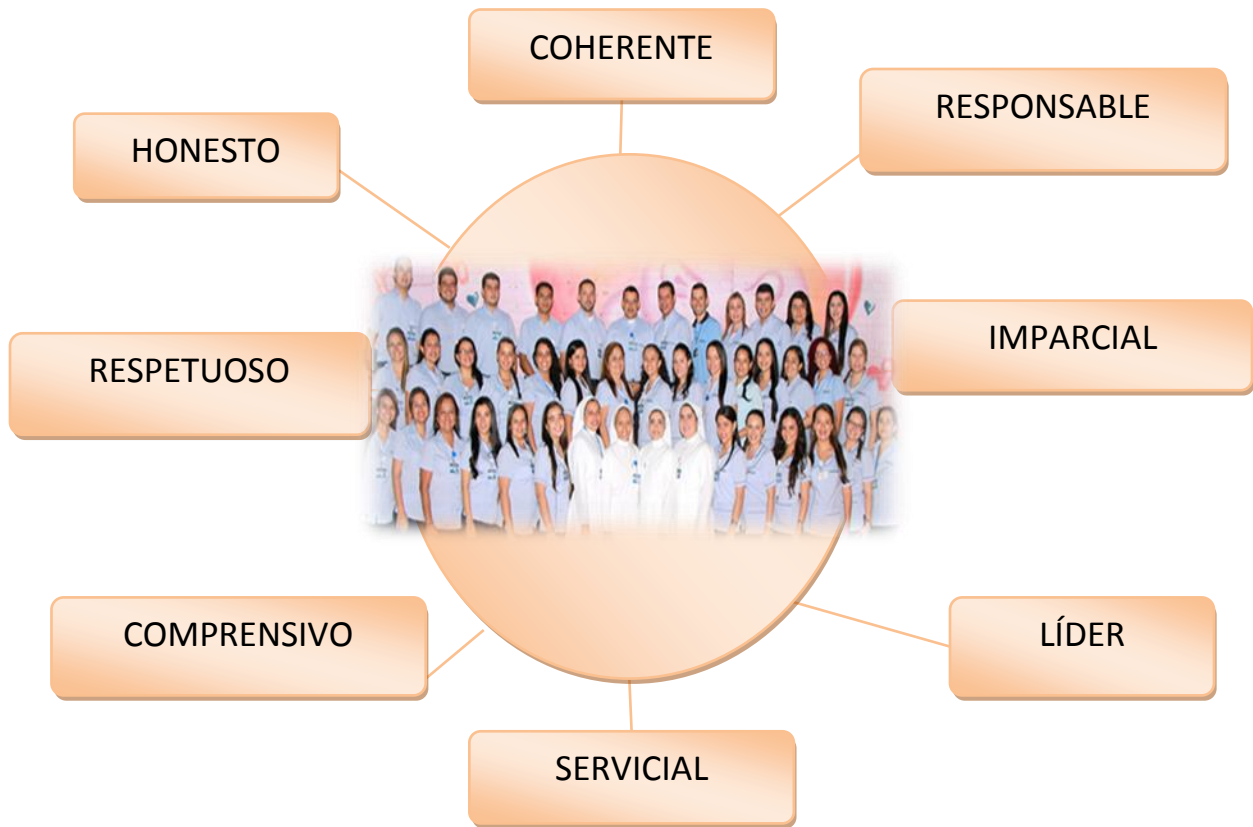 COHERENTE
RESPONSABLE
HONESTO
IMPARCIAL
RESPETUOSO
COMPRENSIVO
LÍDER
SERVICIAL